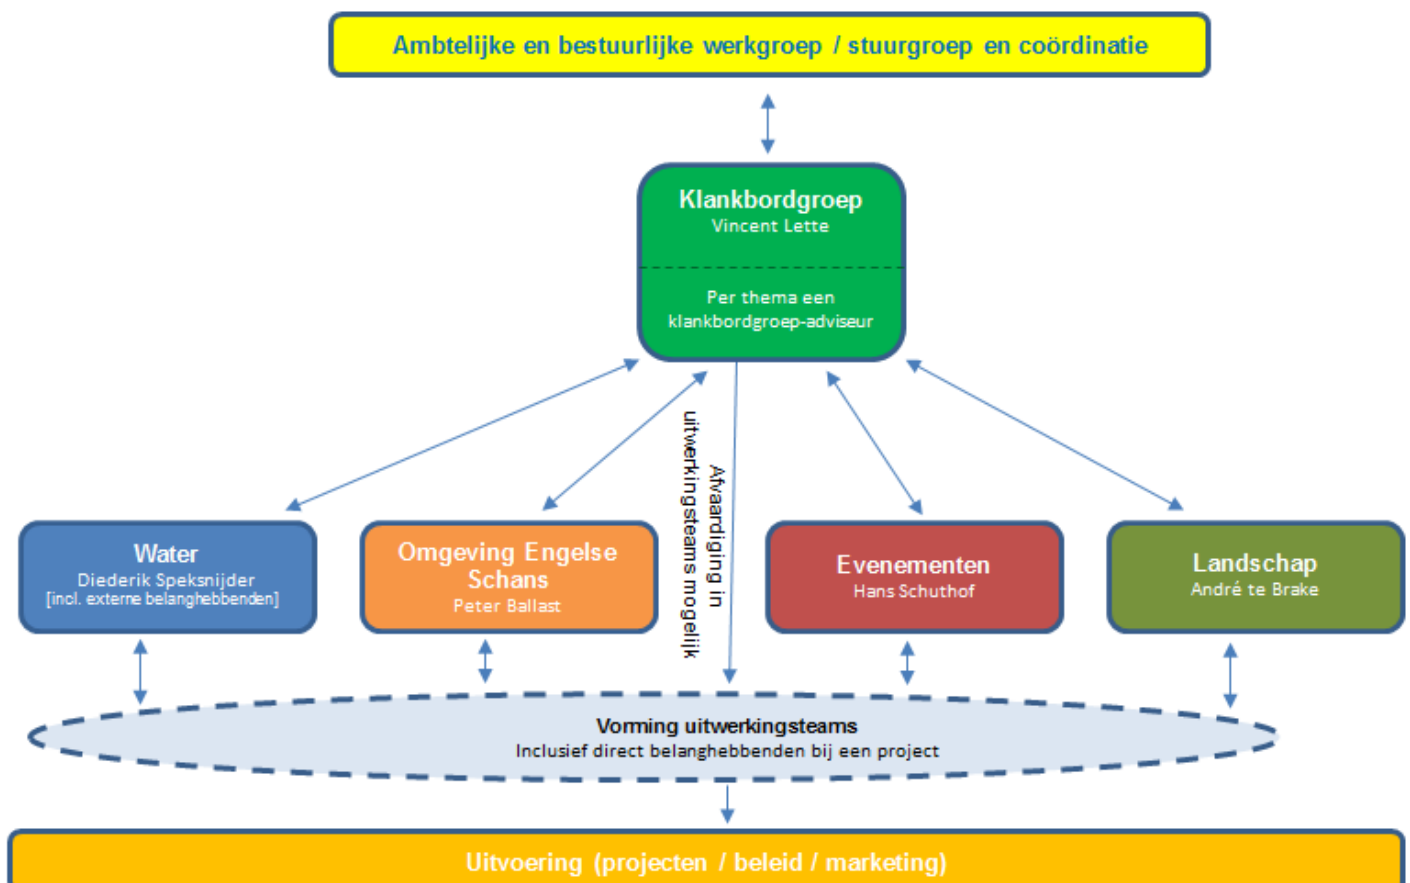 Ambtelijke en bestuurlijke werkgroep / stuurgroep en coördinatie
Klankbordgroep
Vincent Lette
Per thema een
klankbordgroep-adviseur
Afvaardiging in
uitwerkingsteams mogelijk
Water
Diederik Speksnijder
[incl. externe belanghebbenden]
Omgeving Engelse
Schans
Peter Ballast
Evenementen
Hans Schuthof
Landschap
André te Brake
Vorming uitwerkingsteams
Inclusief direct belanghebbenden bij een project
Uitvoering (projecten / beleid / marketing)